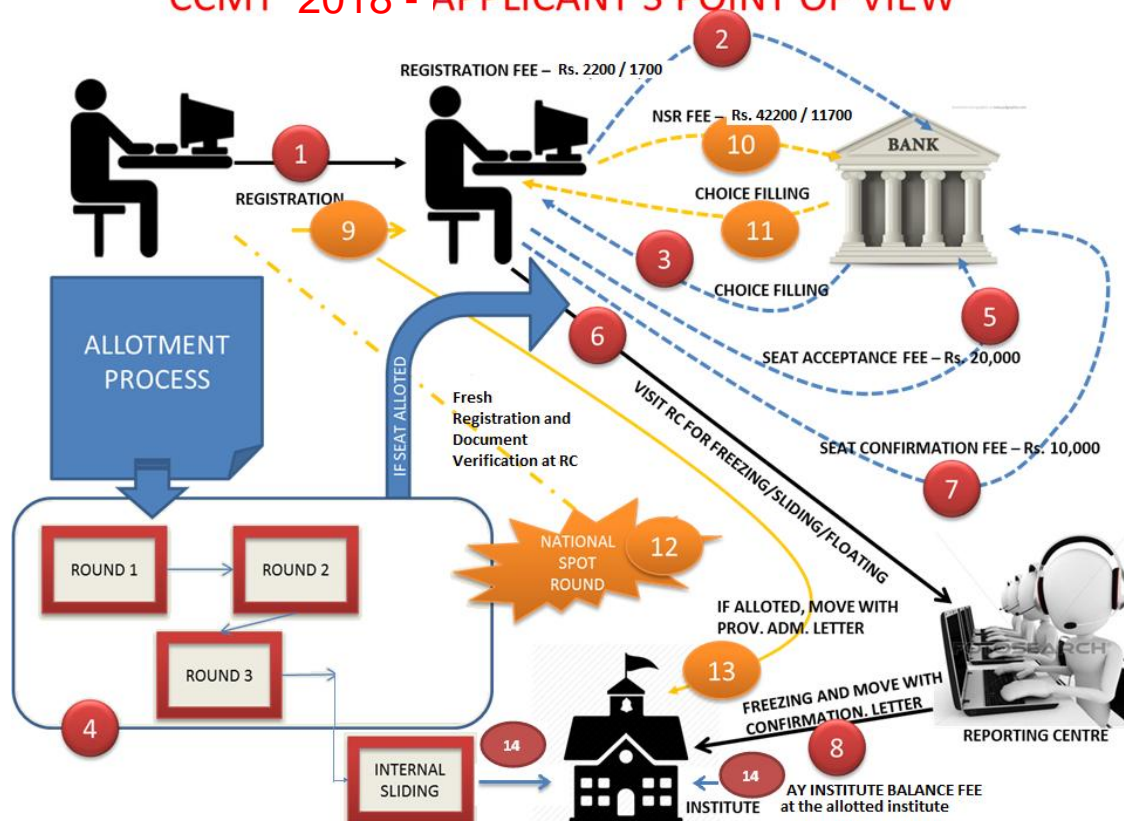 CCMT 2018 - APPLICANT'S POINT OF VIEW
2
REGISTRATION FEE – Rs. 2200 / 1700
NSR FEE – Rs. 42200 / 11700
10
BANK
1
REGISTRATION
9
CHOICE FILLING
11
3
CHOICE FILLING
5
6
SEAT ACCEPTANCE FEE – Rs. 20,000
ALLOTMENT
PROCESS
IF SEAT ALLOTED
Fresh
Registration and
Document
Verification at RC
VISIT RC FOR FREEZING/SLIDING/FLOATING
SEAT CONFIRMATION FEE – Rs. 10,000
7
NATIONAL
SPOT
ROUND
12
ROUND 1
ROUND 2
ROUND 3
4
IF ALLOTED, MOVE WITH
PROV. ADM. LETTER
13
FOTOSEARCH
FREEZING AND MOVE WITH
CONFIRMATION. LETTER
8
REPORTING CENTRE
INTERNAL
SLIDING
14
14
INSTITUTE
AY INSTITUTE BALANCE FEE
at the allotted institute